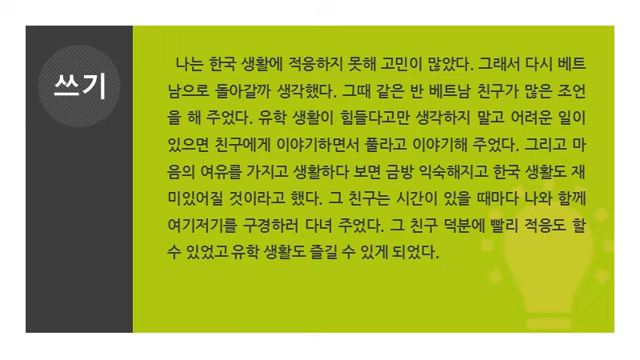 쓰기
나는 한국 생활에 적응하지 못해 고민이 많았다. 그래서 다시 베트
남으로 돌아갈까 생각했다. 그때 같은 반 베트남 친구가 많은 조언
을 해 주었다. 유학 생활이 힘들다고만 생각하지 말고 어려운 일이
있으면 친구에게 이야기하면서 풀라고 이야기해 주었다. 그리고 마
음의 여유를 가지고 생활하다 보면 금방 익숙해지고 한국 생활도 재
미있어질 것이라고 했다. 그 친구는 시간이 있을 때마다 나와 함께
여기저기를 구경하러 다녀 주었다. 그 친구 덕분에 빨리 적응도 할
수 있었고 유학 생활도 즐길 수 있게 되었다.